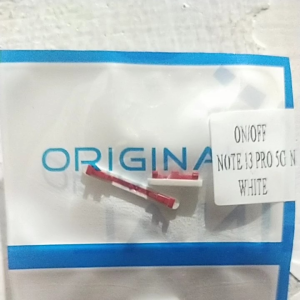 ORIGINA
ON/OFF
NOTE 13 PRO 5G N
WHITE